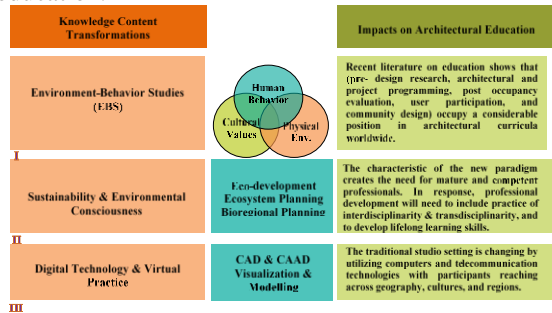 Knowledge Content
Transformations
Impacts on Architectural Education
Environment-Behavior Studies
(EBS)
Human
Behavior
Cultural
Values
Physical
Env.
Recent literature on education shows that
(pre- design research, architectural and
project programming, post occupancy
evaluation, user participation, and
community design) occupy a considerable
position in architectural curricula
worldwide.
I
Sustainability & Environmental
Consciousness
Eco-development
Ecosystem Planning
Bioregional Planning
The characteristic of the new paradigm
creates the need for mature and competent
professionals. In response, professional
development will need to include practice of
interdisciplinarity & transdisciplinarity, and
to develop lifelong learning skills.
II
Digital Technology & Virtual
Practice
CAD & CAAD
Visualization &
Modelling
The traditional studio setting is changing by
utilizing computers and telecommunication
technologies with participants reaching
across geography, cultures, and regions.
III